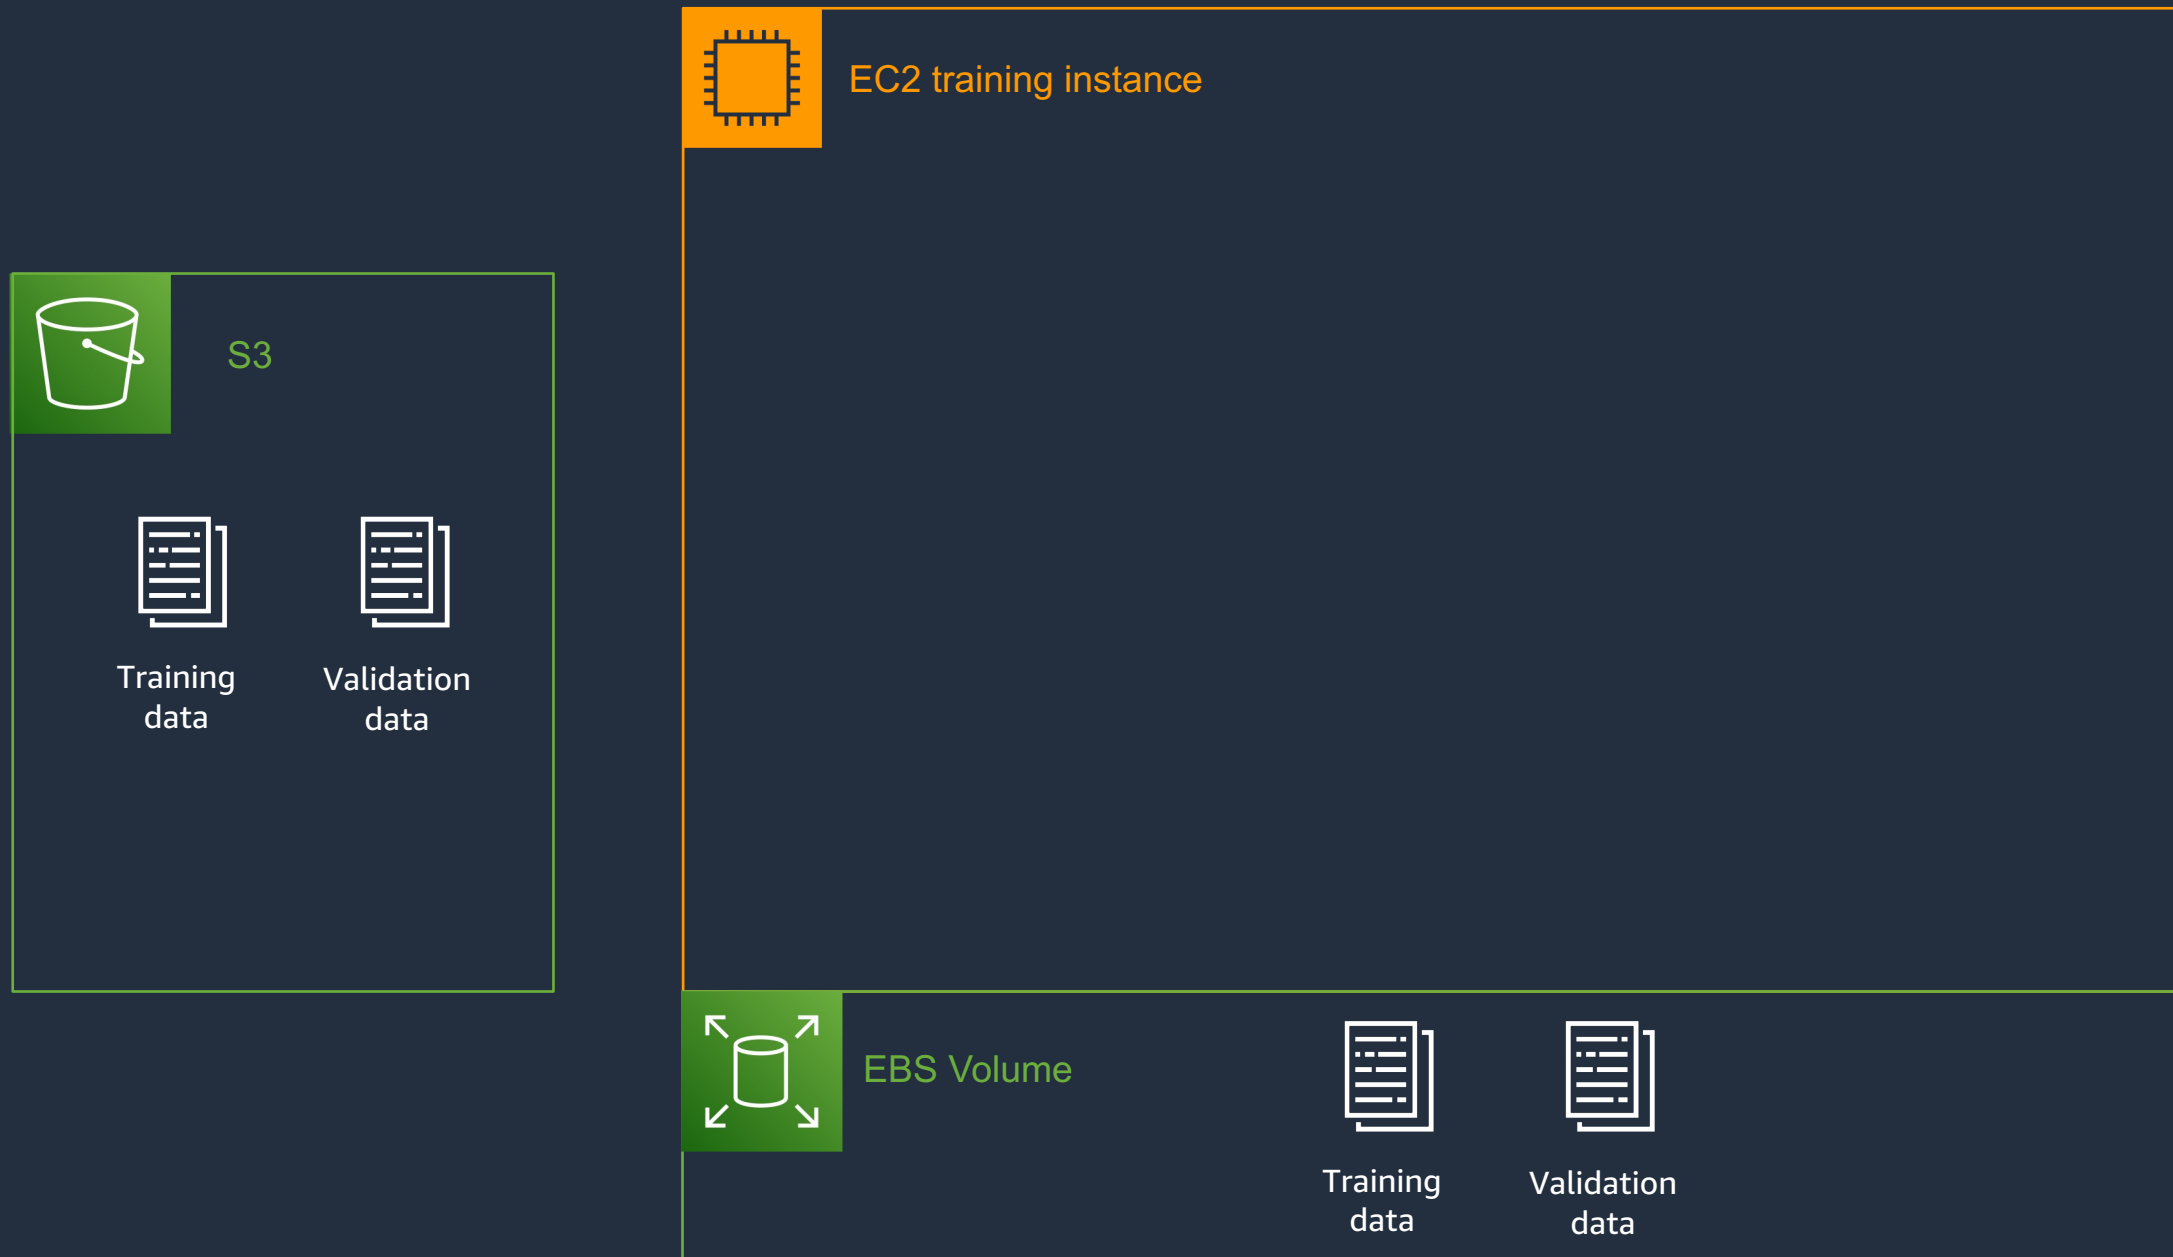 EC2 training instance
S3
Training
data
Validation
data
EBS Volume
Training
data
Validation
data